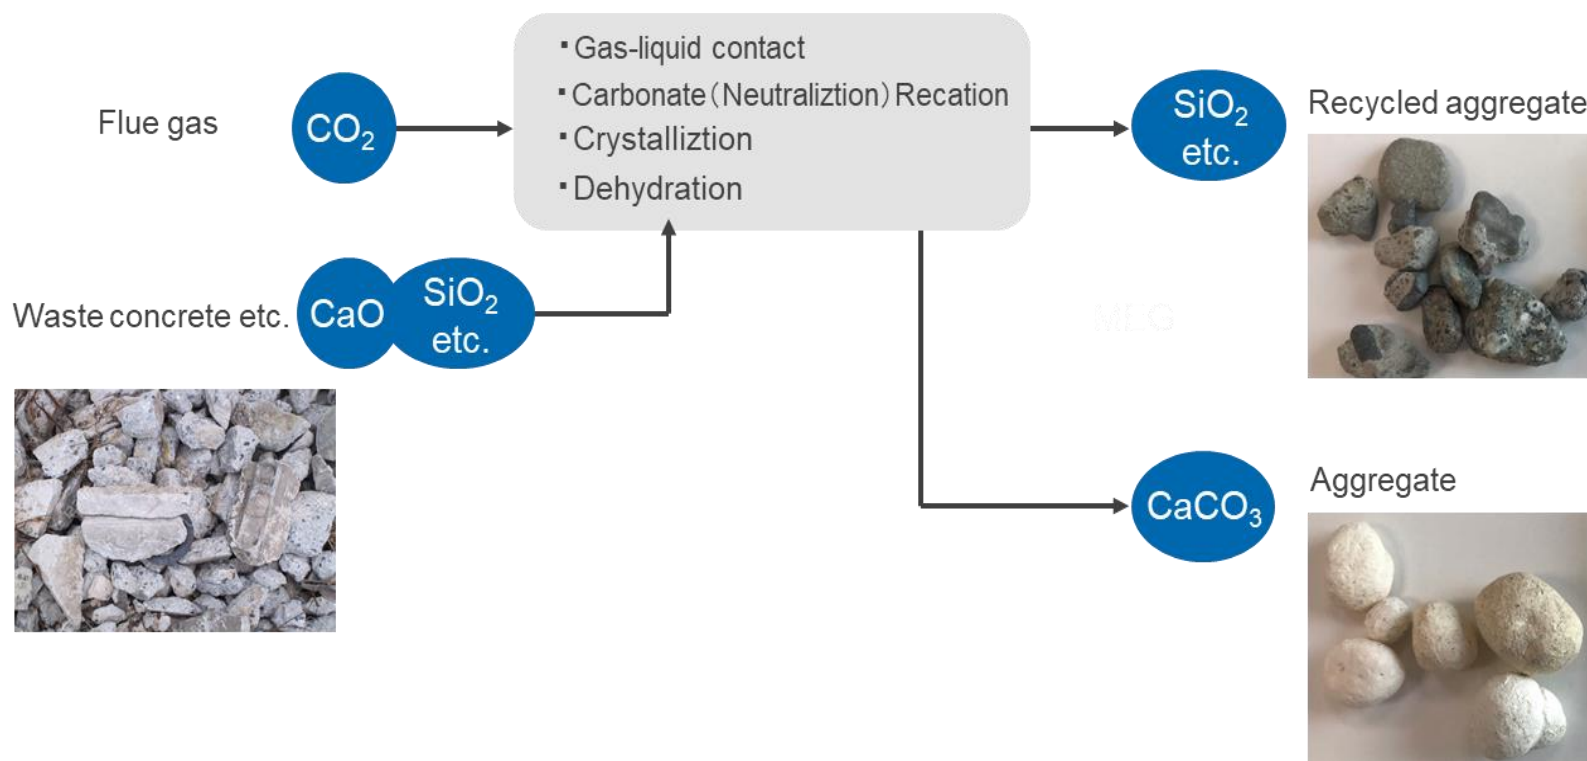 ・Gas-liquid contact
・Carbonate（Neutraliztion）Recation
・Crystalliztion
・Dehydration
Flue gas
CO₂
SiO₂
etc.
Recycled aggregate
Waste concrete etc.
CaO
SiO₂
etc.
MEG
CaCO₃
Aggregate